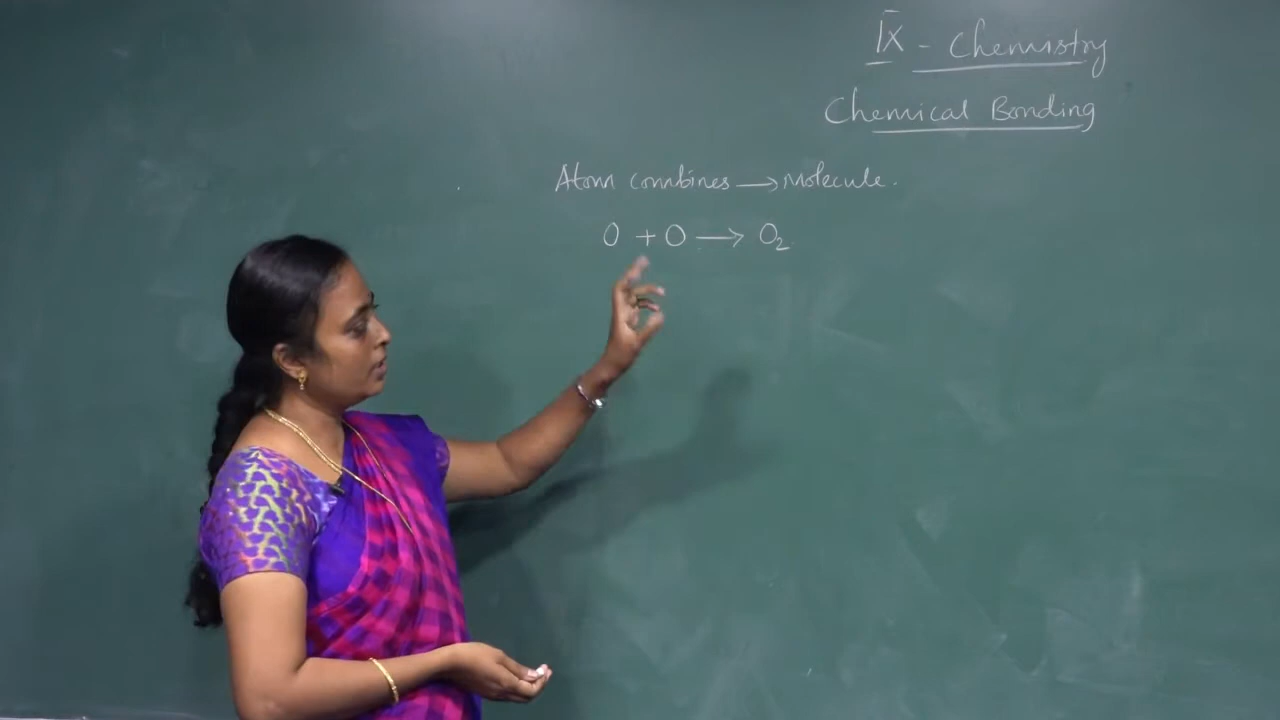 IX - Chemistry
Chemical Bonding
Atom combines → Molecule.
O + O → O₂